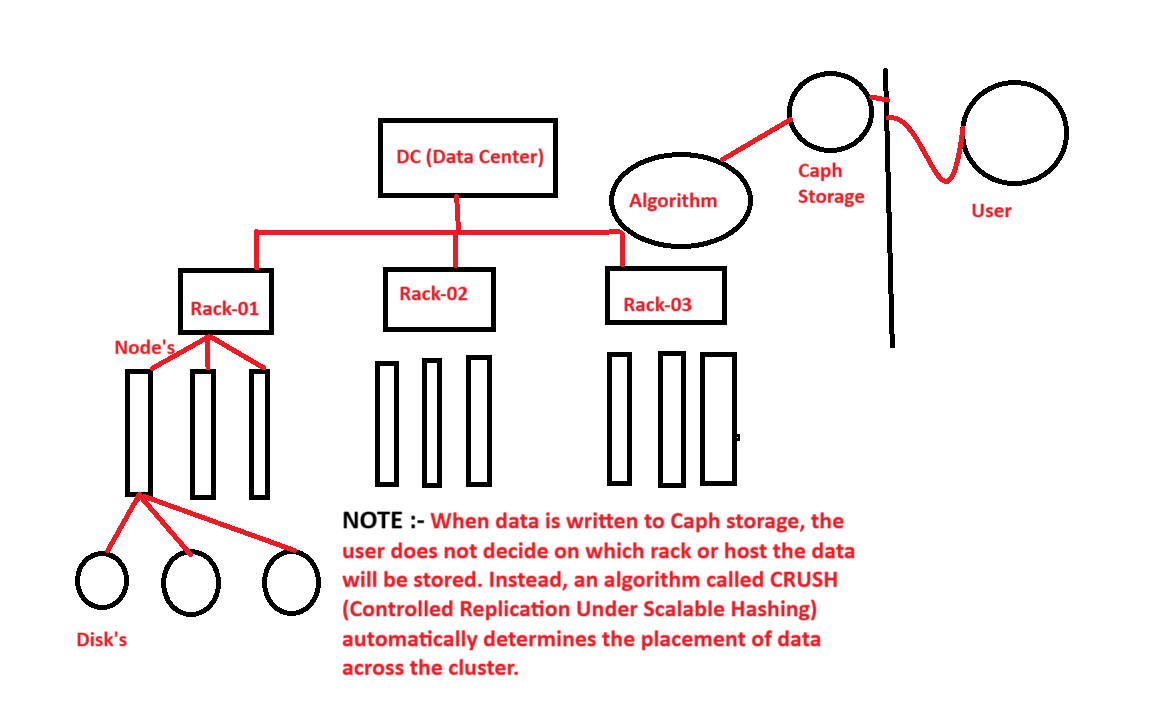 DC (Data Center)
Algorithm
Caph
Storage
User
Rack-01
Rack-02
Rack-03
Node's
Disk's
NOTE :- When data is written to Caph storage, the
user does not decide on which rack or host the data
will be stored. Instead, an algorithm called CRUSH
(Controlled Replication Under Scalable Hashing)
automatically determines the placement of data
across the cluster.